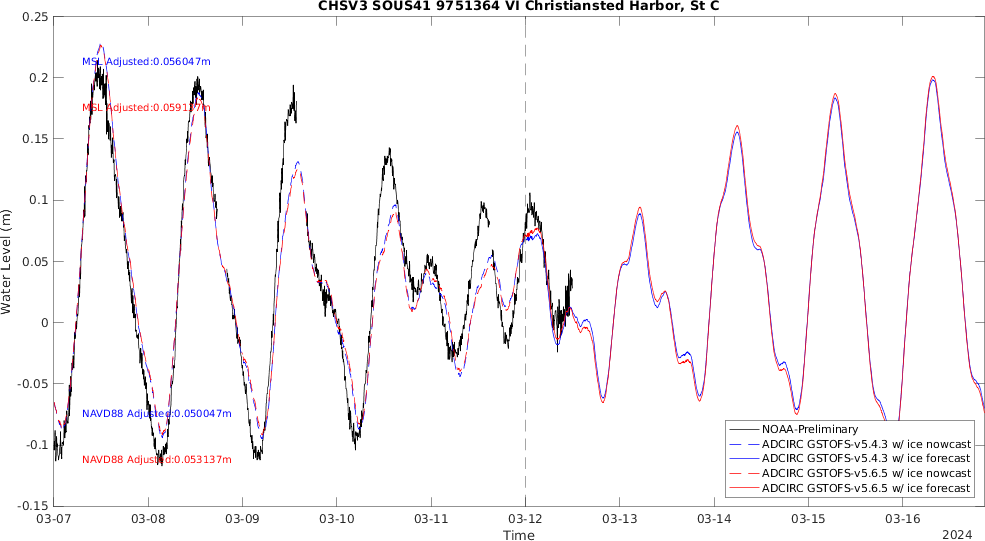 CHSV3 SOUS41 9751364 VI Christiansted Harbor, St C
0.25
0.2
0.15
0.1
0.05
0
-0.05
-0.1
-0.15
Water Level (m)
MSL Adjusted:0.056047m
MSL Adjusted:0.059137m
NAVD88 Adjusted:0.050047m
NAVD88 Adjusted:0.053137m
NOAA-Preliminary
ADCIRC GSTOFS-v5.4.3 w/ ice nowcast
ADCIRC GSTOFS-v5.4.3 w/ ice forecast
ADCIRC GSTOFS-v5.6.5 w/ ice nowcast
ADCIRC GSTOFS-v5.6.5 w/ ice forecast
03-07 03-08 03-09 03-10 03-11 03-12 03-13 03-14 03-15 03-16
Time
2024